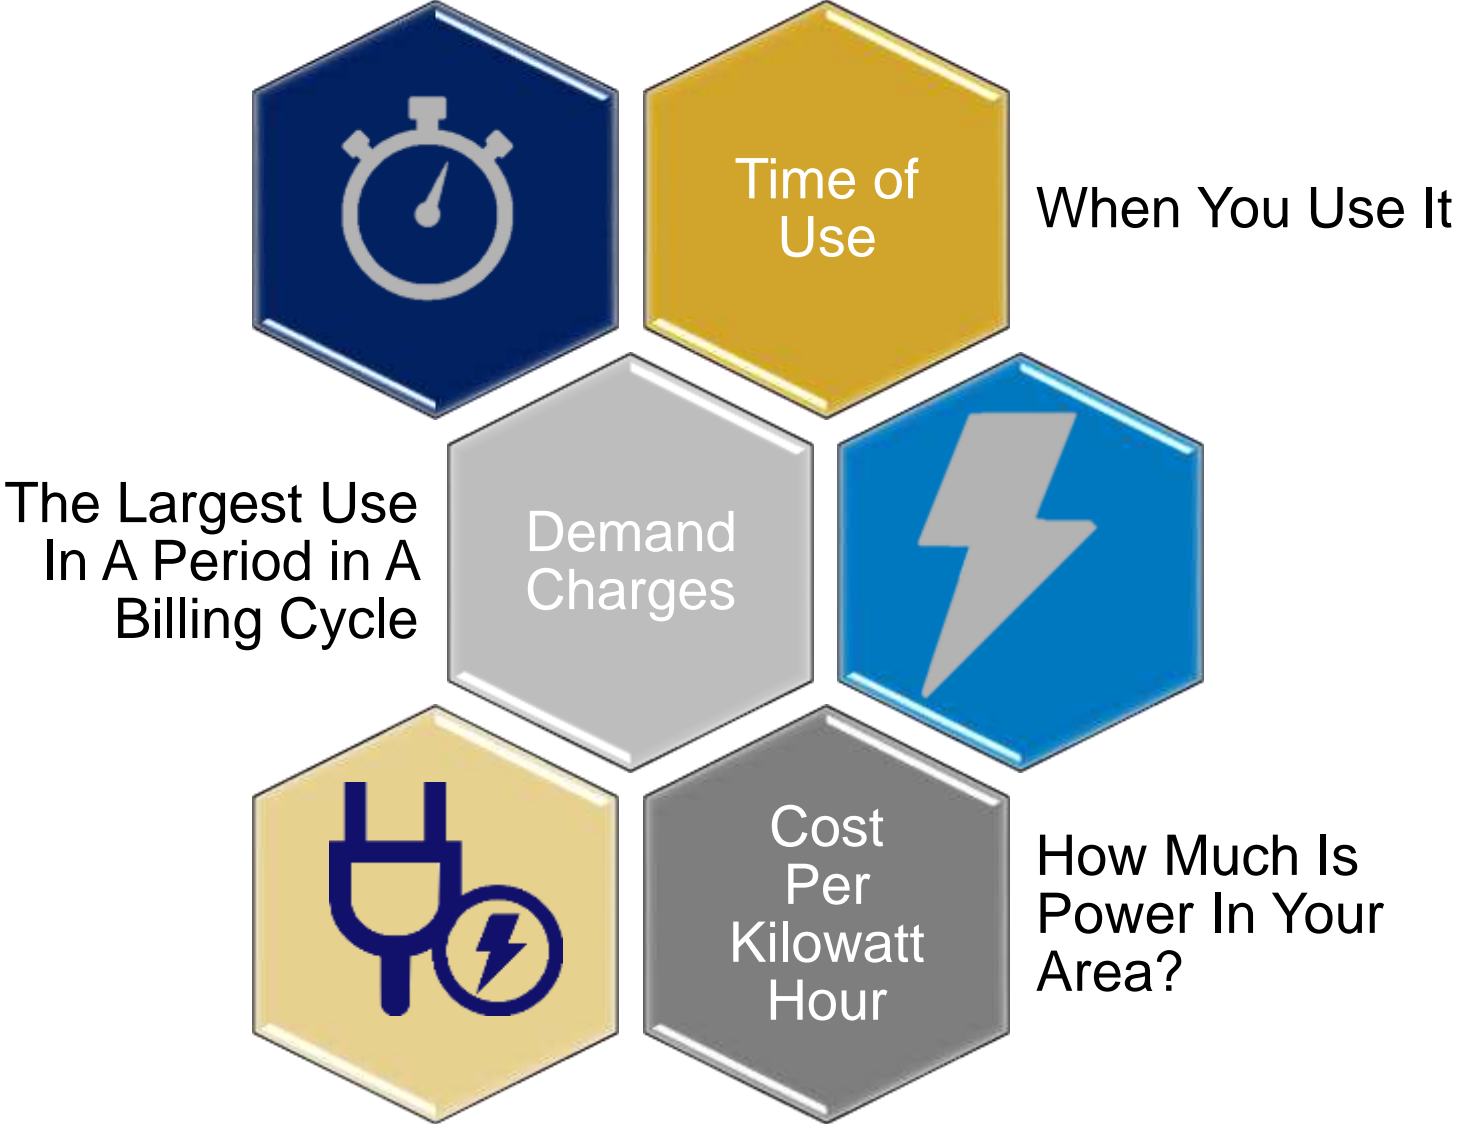 Time of
Use
When You Use It
The Largest Use
In A Period in A
Billing Cycle
Demand
Charges
Cost
Per
Kilowatt
Hour
How Much Is
Power In Your
Area?